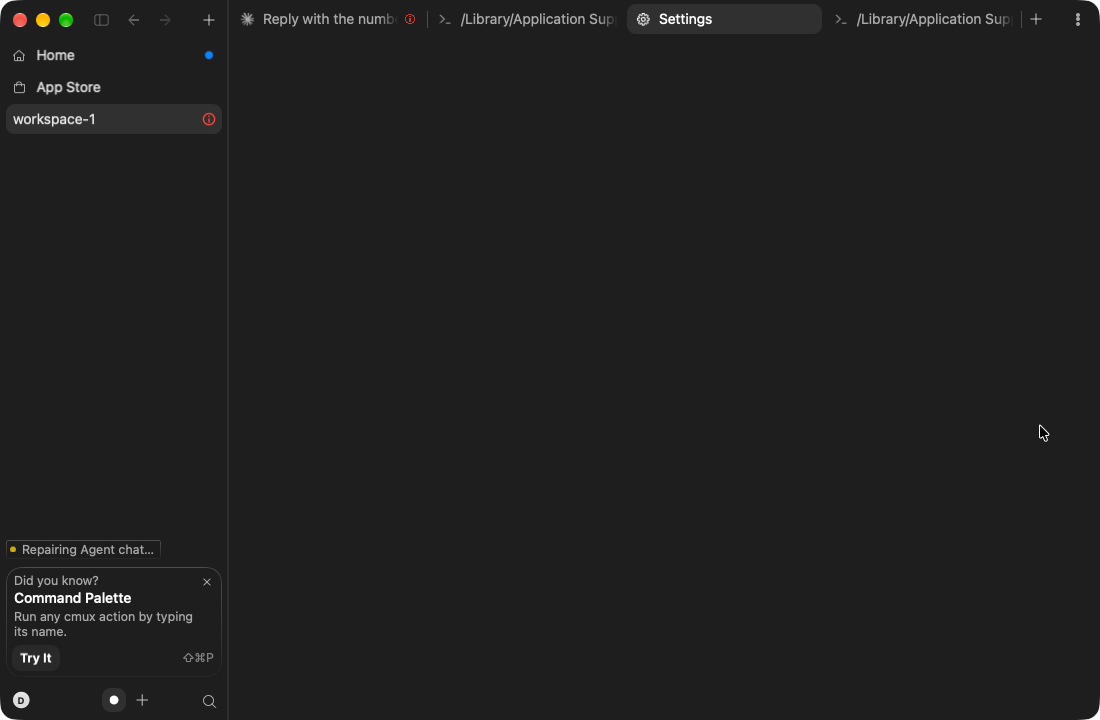 Reply with the numb
/Library/Application Sup
Settings
/Library/Application Sup
Home
App Store
workspace-1
Repairing Agent chat...
Did you know?
Command Palette
Run any cmux action by typing
its name.
Try It
⇧⌘P
D